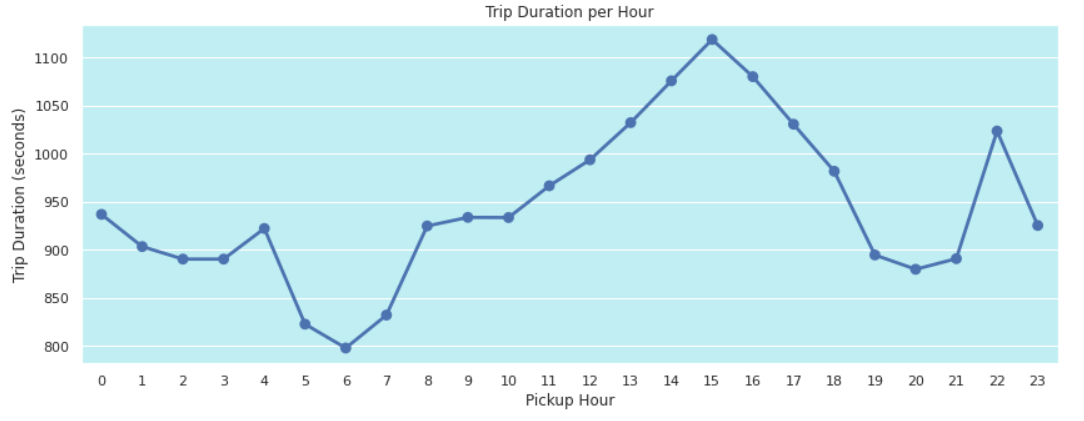 Trip Duration per Hour
Trip Duration (seconds)
1100
1050
1000
950
900
850
800
0 1 2 3 4 5 6 7 8 9 10 11 12 13 14 15 16 17 18 19 20 21 22 23
Pickup Hour